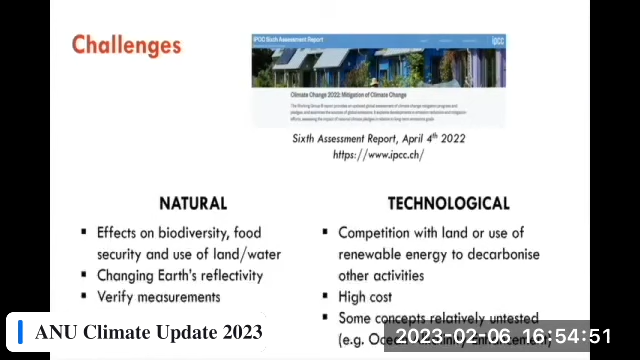 Challenges
IPCC Sixth Assessment Report
ipcc
Climate Change 2022: Mitigation of Climate Change
Sixth Assessment Report, April 4th 2022
https://www.ipcc.ch/
NATURAL
▪ Effects on biodiversity, food
security and use of land/water
▪ Changing Earth's reflectivity
▪ Verify measurements
TECHNOLOGICAL
▪ Competition with land or use of
renewable energy to decarbonise
other activities
▪ High cost
▪ Some concepts relatively untested
(e.g. Ocean
ANU Climate Update 2023
2023-02-06 16:54:51